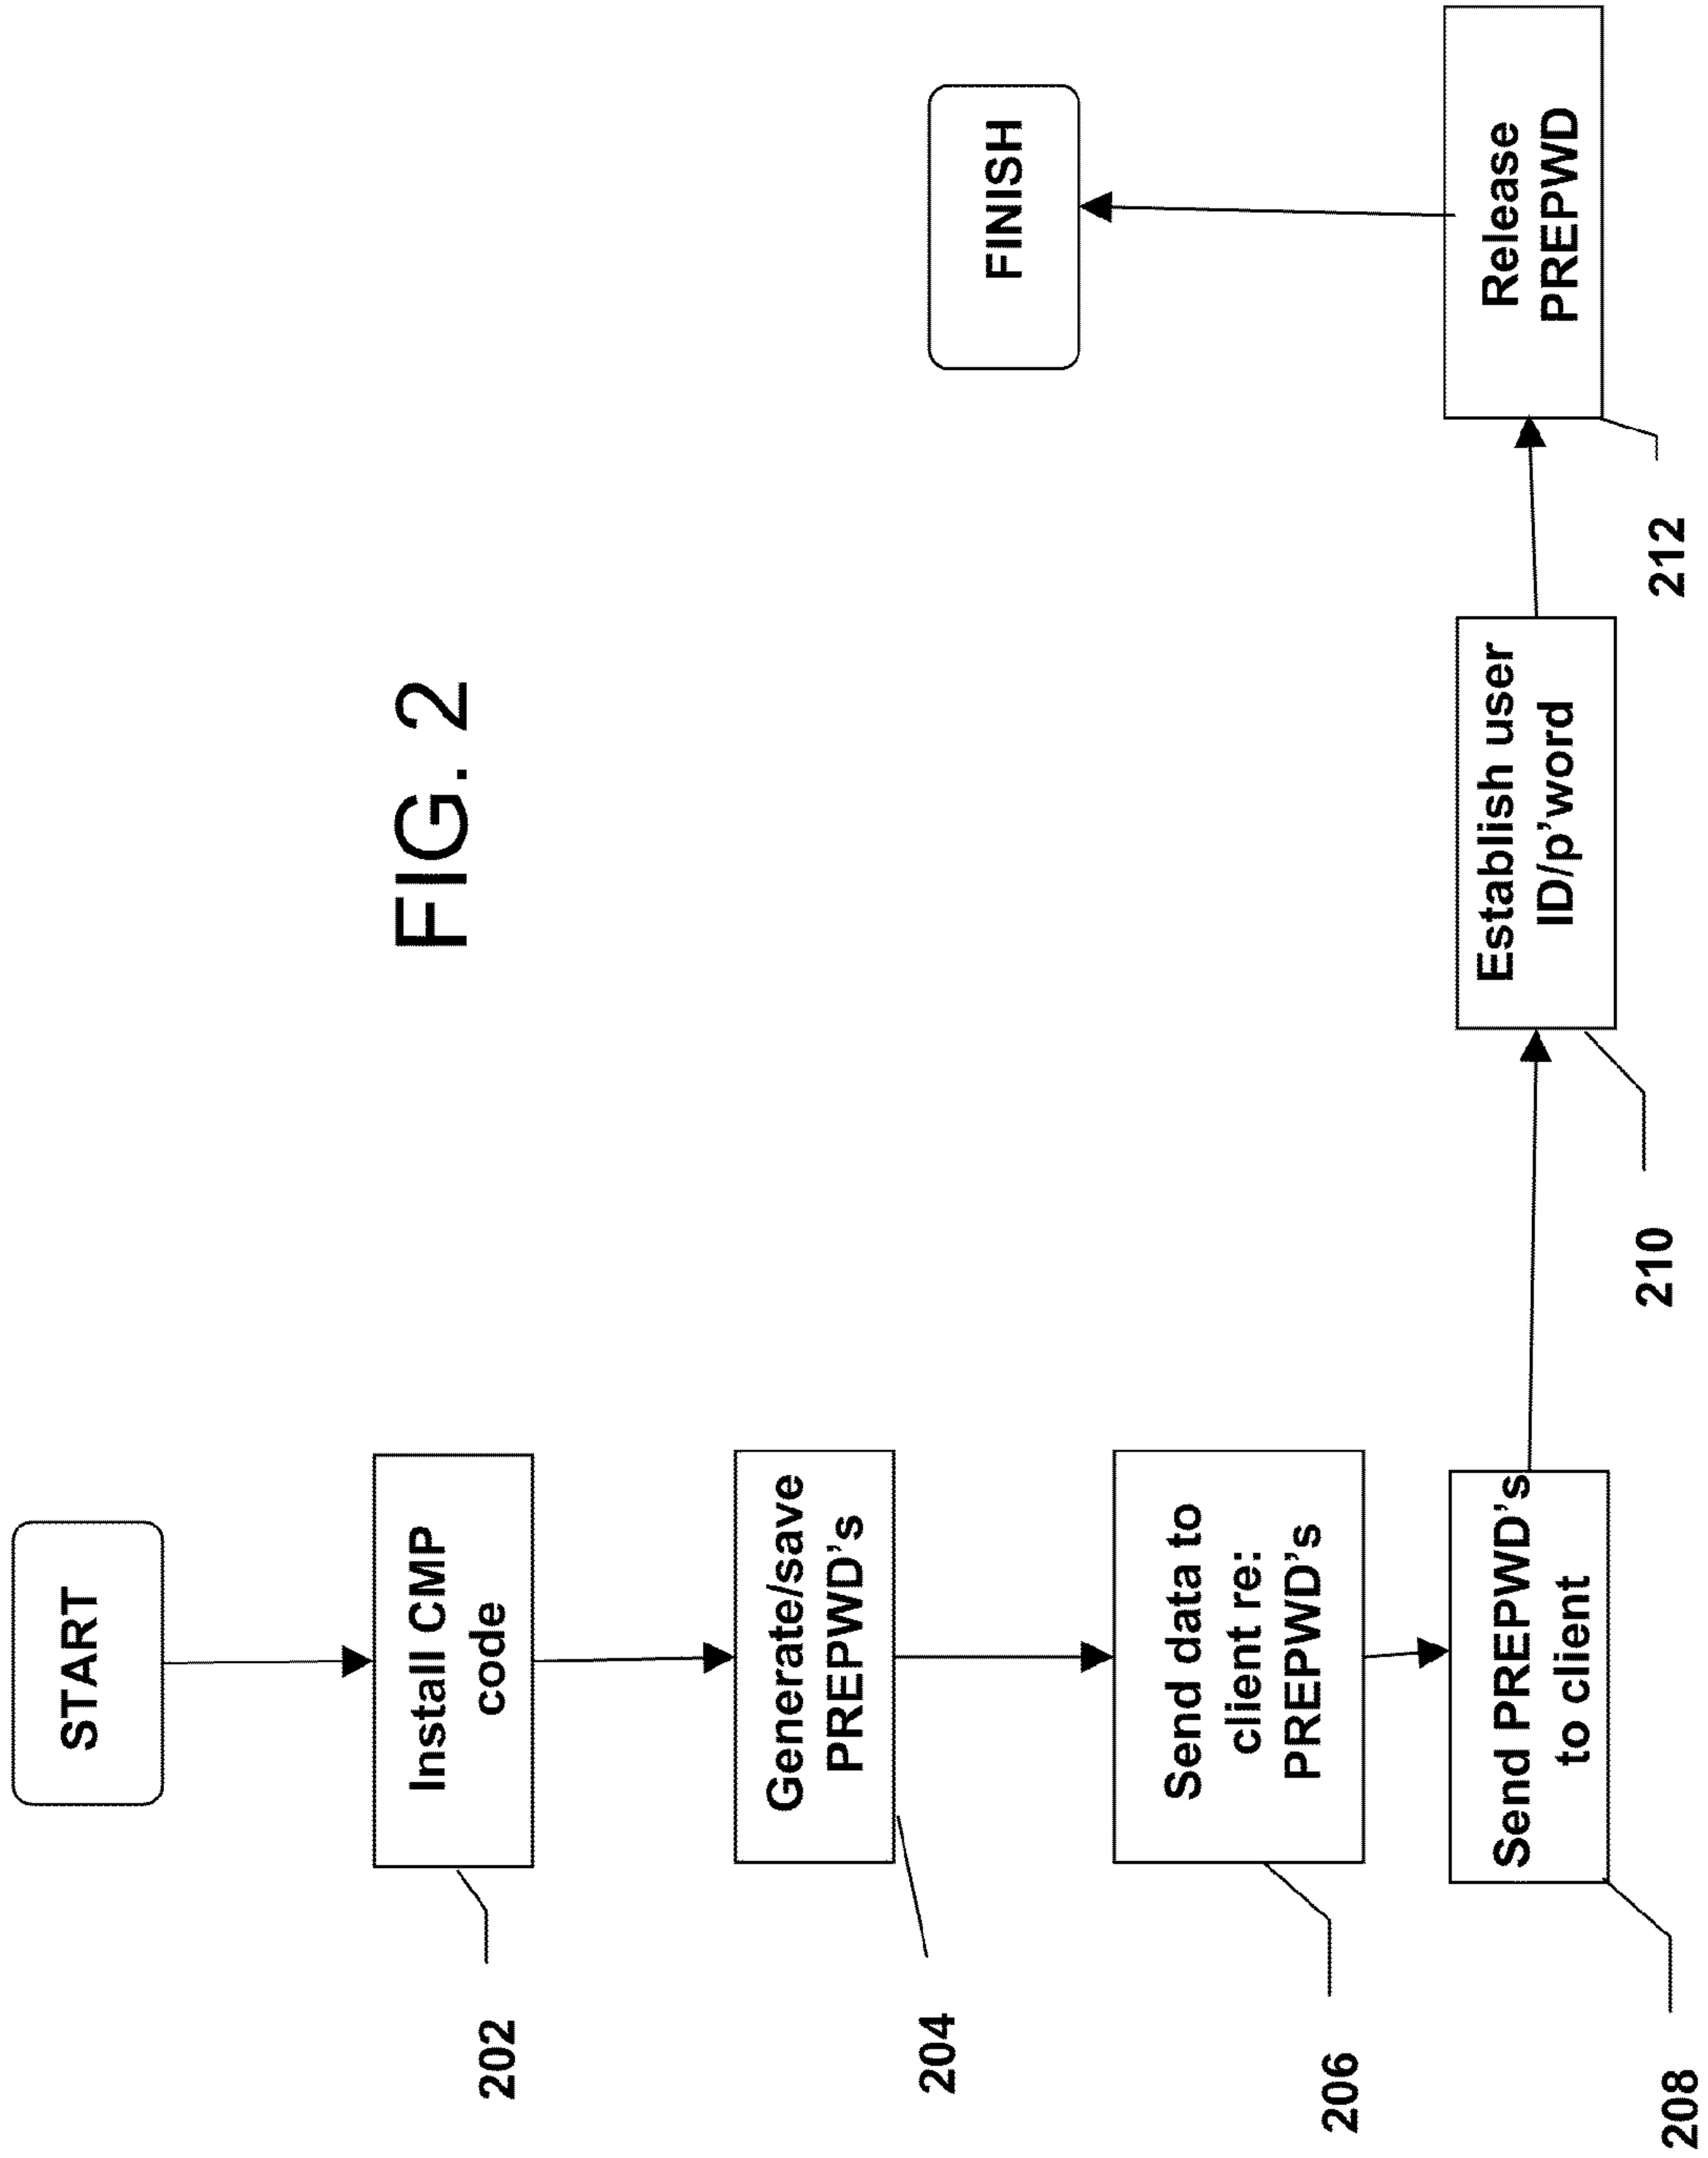 FIG. 2
START
Install CMP
code
202
Generate/save
PREPWD's
204
Send data to
client re:
PREPWD's
206
Send PREPWD's
to client
208
Establish user
ID/p'word
210
Release
PREPWD
212
FINISH